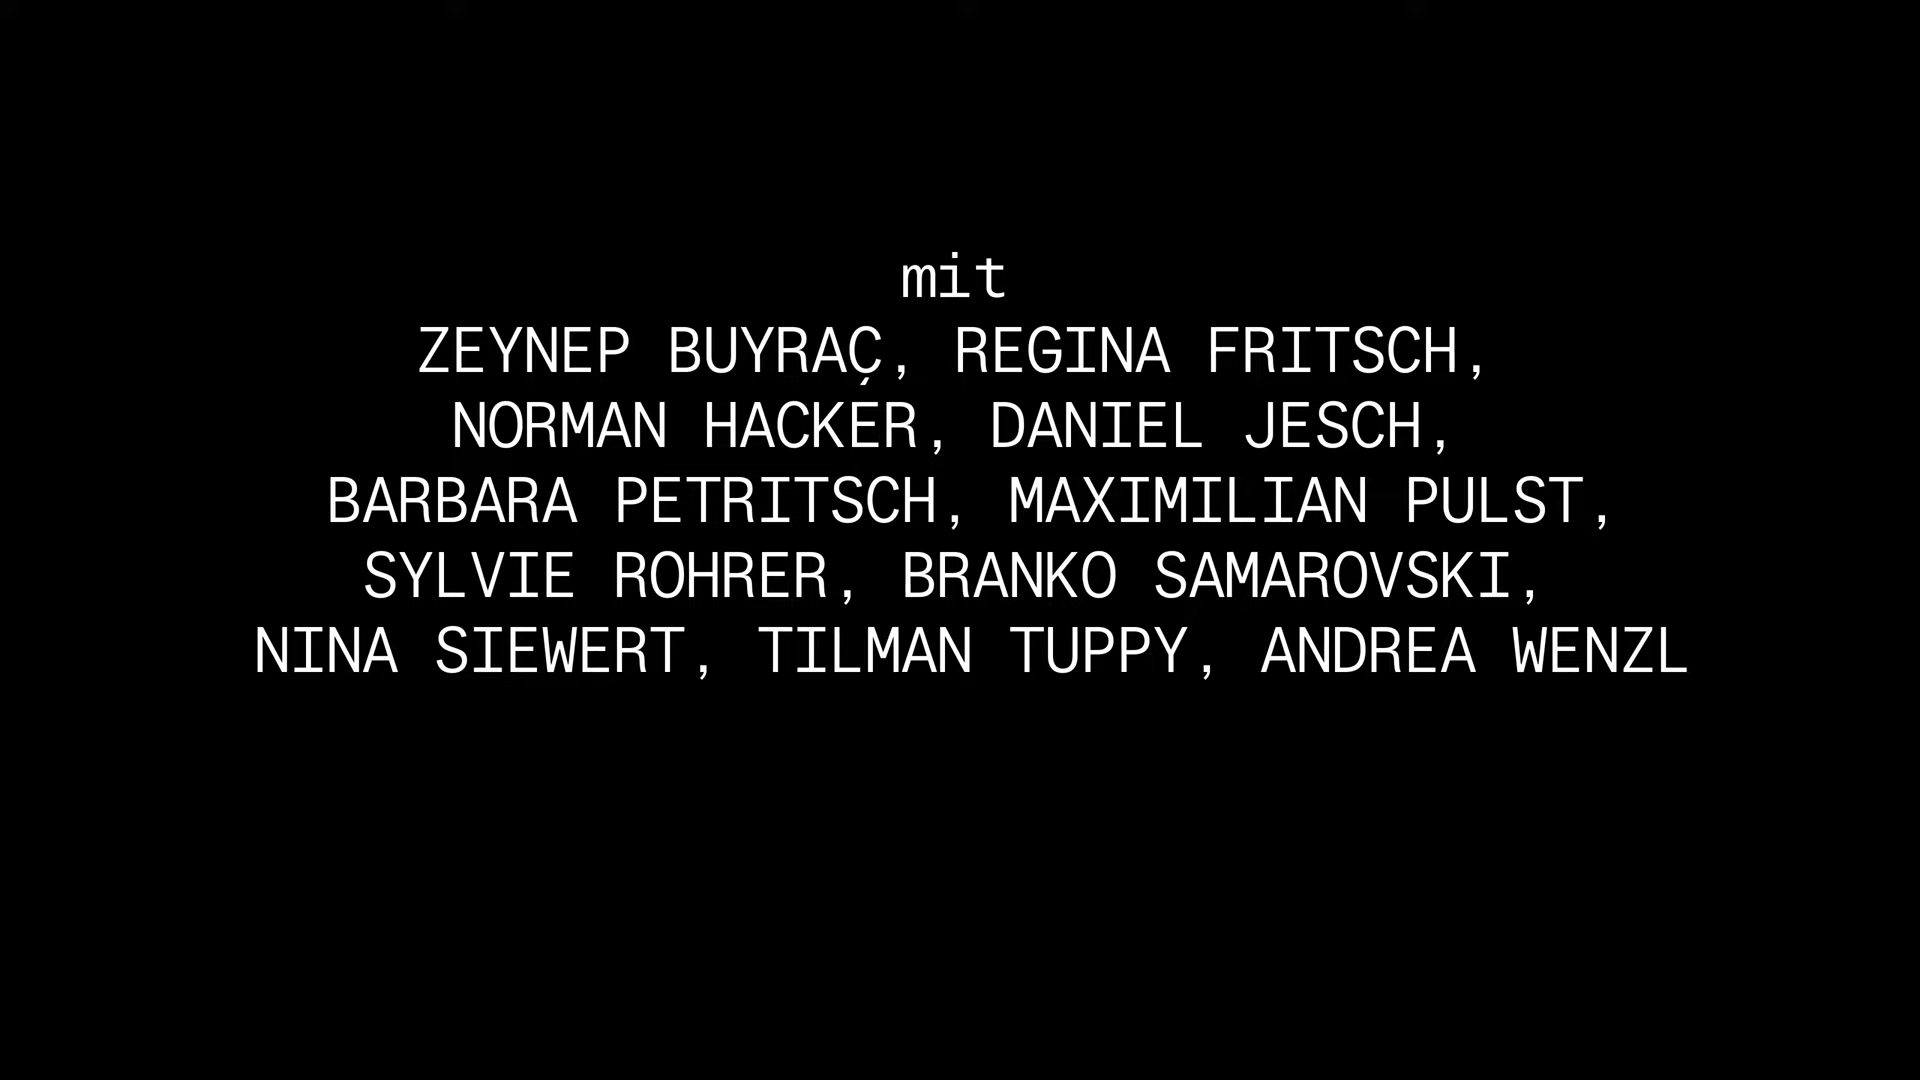 mit
ZEYNEP BUYRAÇ, REGINA FRITSCH,
NORMAN HACKER, DANIEL JESCH,
BARBARA PETRITSCH, MAXIMILIAN PULST,
SYLVIE ROHRER, BRANKO SAMAROVSKI,
NINA SIEWERT, TILMAN TUPPY, ANDREA WENZL